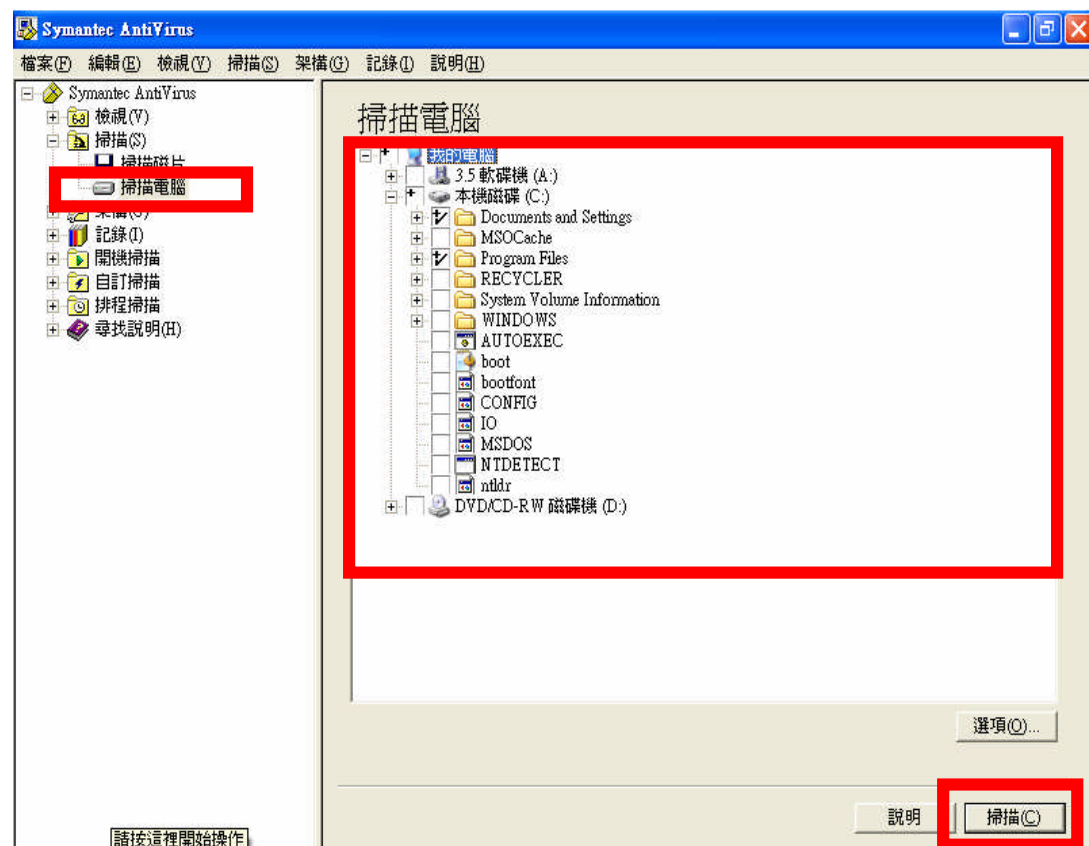 Symantec AntiVirus
檔案(F) 編輯(E) 檢視(V) 掃描(S) 架構(G) 記錄(I) 說明(H)
Symantec AntiVirus
檢視(V)
掃描(S)
掃描磁片
掃描電腦
記錄(I)
開機掃描
自訂掃描
排程掃描
尋找說明(H)
掃描電腦
我的電腦
3.5 軟碟機 (A:)
本機磁碟 (C:)
Documents and Settings
MSOCache
Program Files
RECYCLER
System Volume Information
WINDOWS
AUTOEXEC
boot
bootfont
CONFIG
IO
MSDOS
NTDETECT
ntldr
DVD/CD-RW 磁碟機 (D:)
選項(O)...
說明
掃描(C)
請按這裡開始操作